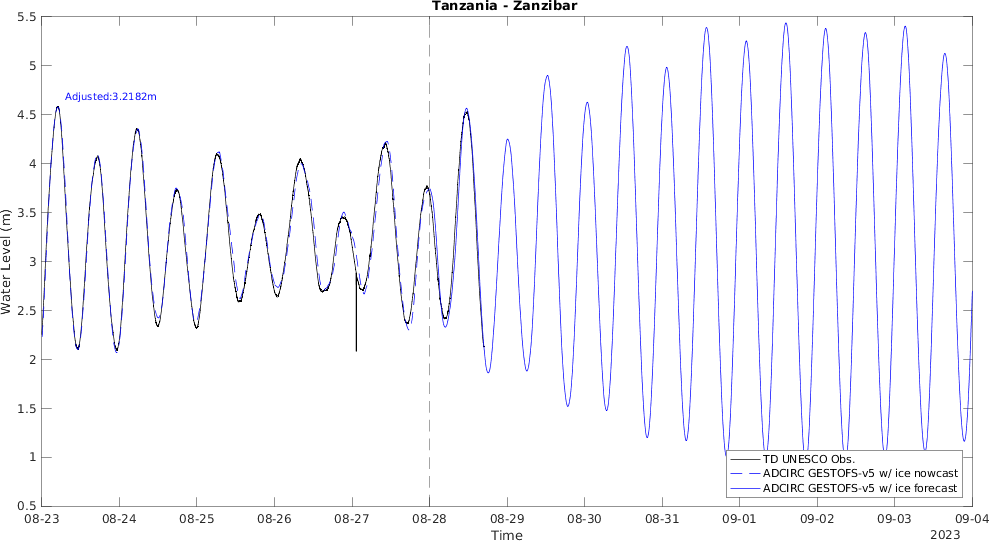 Tanzania - Zanzibar
Adjusted:3.2182m
Water Level (m)
5.5
5
4.5
4
3.5
3
2.5
2
1.5
1
0.5
TD UNESCO Obs.
ADCIRC GESTOFS-v5 w/ ice nowcast
ADCIRC GESTOFS-v5 w/ ice forecast
08-23 08-24 08-25 08-26 08-27 08-28 08-29 08-30 08-31 09-01 09-02 09-03 09-04
Time
2023